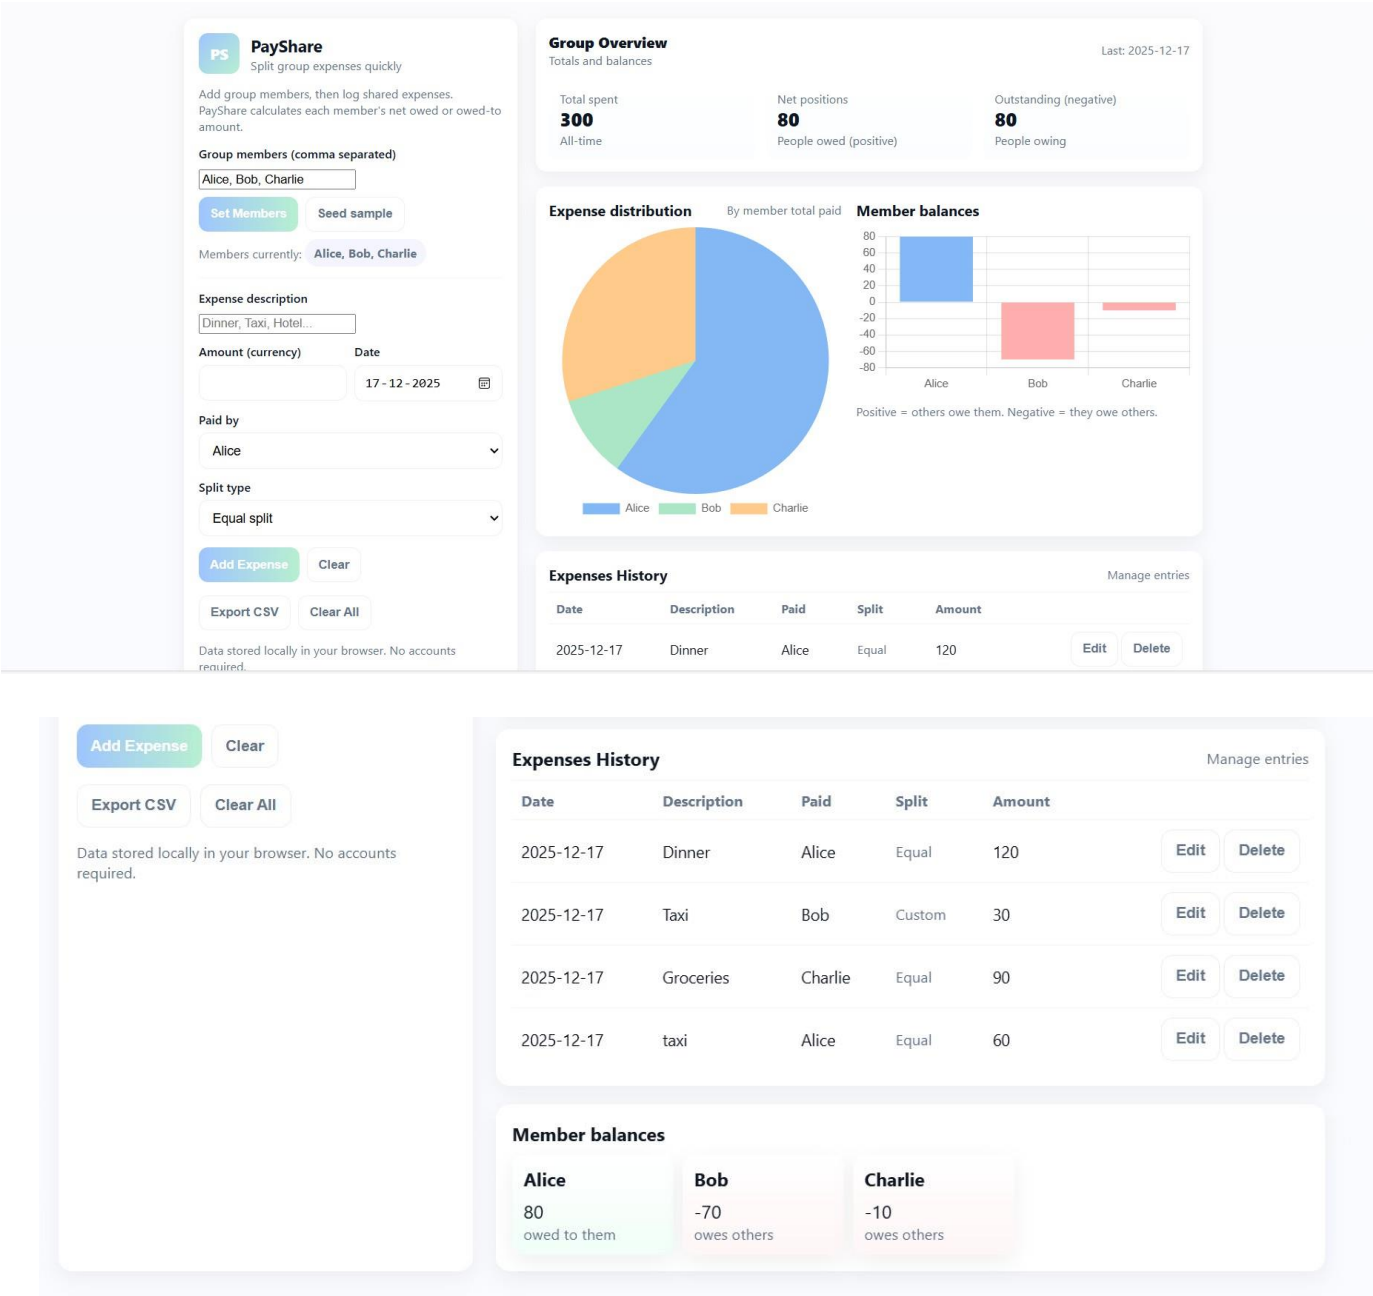 PS
PayShare
Split group expenses quickly
Add group members, then log shared expenses.
PayShare calculates each member's net owed or owed-to
amount.
Group members (comma separated)
Alice, Bob, Charlie
Set Members
Seed sample
Members currently: Alice, Bob, Charlie
Expense description
Dinner, Taxi, Hotel...
Amount (currency) Date
17-12-2025
Paid by
Alice
Split type
Equal split
Add Expense Clear
Export CSV Clear All
Data stored locally in your browser. No accounts
required.
Group Overview
Totals and balances
Last: 2025-12-17
Total spent
300
All-time
Net positions
80
People owed (positive)
Outstanding (negative)
80
People owing
Expense distribution By member total paid
Alice Bob Charlie
Member balances
80
60
40
20
0
-20
-40
-60
-80
Alice Bob Charlie
Positive = others owe them. Negative = they owe others.
Expenses History Manage entries
Date Description Paid Split Amount
2025-12-17 Dinner Alice Equal 120 Edit Delete
Add Expense Clear
Export CSV Clear All
Data stored locally in your browser. No accounts
required.
Expenses History Manage entries
Date Description Paid Split Amount
2025-12-17 Dinner Alice Equal 120 Edit Delete
2025-12-17 Taxi Bob Custom 30 Edit Delete
2025-12-17 Groceries Charlie Equal 90 Edit Delete
2025-12-17 taxi Alice Equal 60 Edit Delete
Member balances
Alice
80
owed to them
Bob
-70
owes others
Charlie
-10
owes others